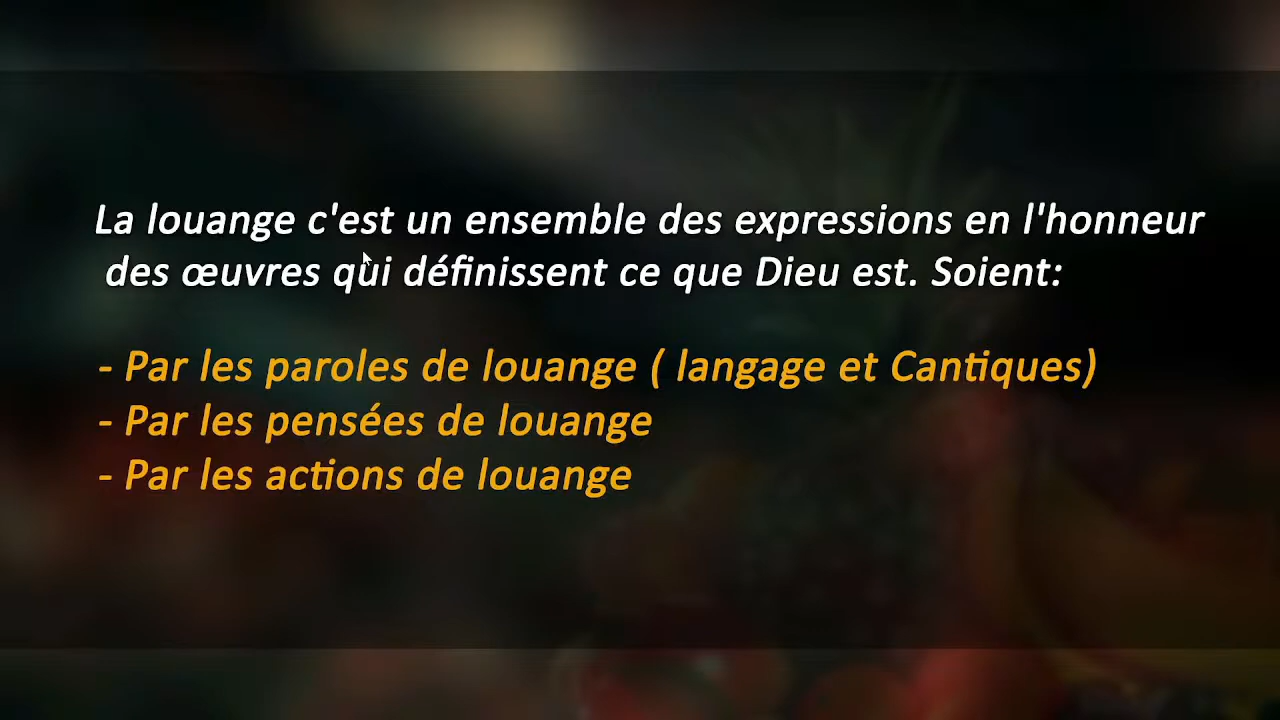 La louange c'est un ensemble des expressions en l'honneur
des œuvres qui définissent ce que Dieu est. Soient:
- Par les paroles de louange ( langage et Cantiques)
- Par les pensées de louange
- Par les actions de louange